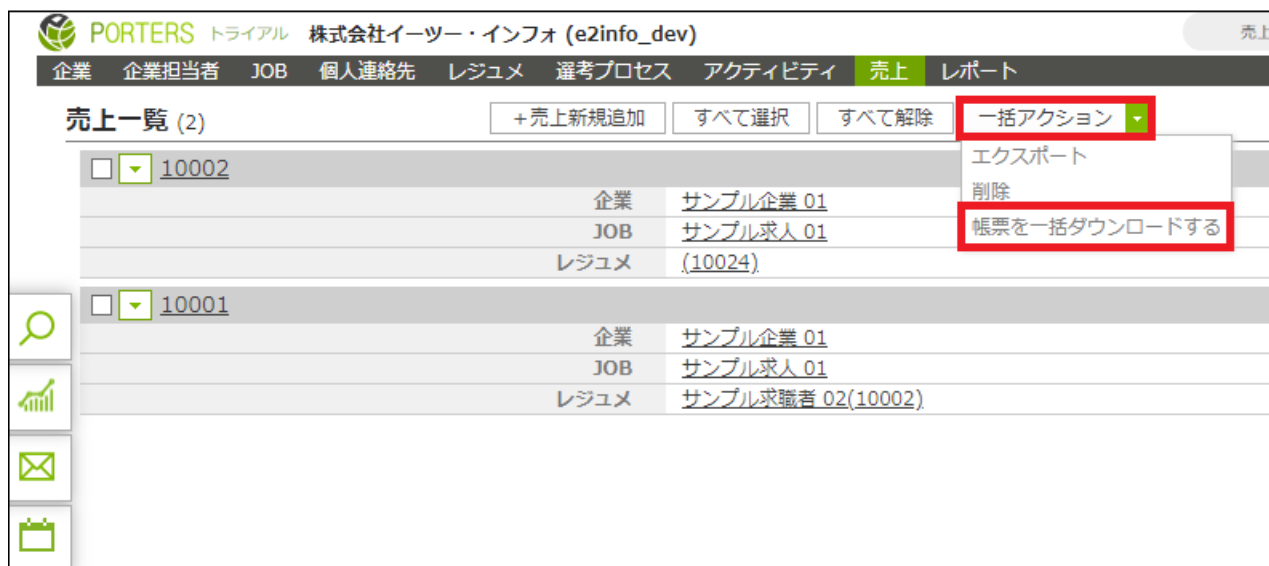 PORTERS トライアル 株式会社イーツー・インフォ (e2info_dev) 売上
企業 企業担当者 JOB 個人連絡先 レジュメ 選考プロセス アクティビティ 売上 レポート
売上一覧 (2) +売上新規追加 すべて選択 すべて解除 一括アクション
エクスポート
削除
帳票を一括ダウンロードする
10002
企業 サンプル企業 01
JOB サンプル求人 01
レジュメ (10024)
10001
企業 サンプル企業 01
JOB サンプル求人 01
レジュメ サンプル求職者 02(10002)